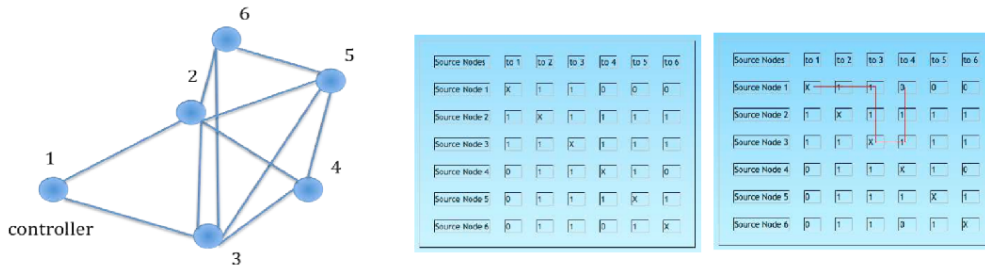 6
5
2
4
1
controller
3
Source Nodes to 1 to 2 to 3 to 4 to 5 to 6
Source Node 1 X 1 1 0 0 0
Source Node 2 1 X 1 1 1 1
Source Node 3 1 1 X 1 1 1
Source Node 4 0 1 1 X 1 0
Source Node 5 0 1 1 1 X 1
Source Node 6 0 1 1 0 1 X
Source Nodes to 1 to 2 to 3 to 4 to 5 to 6
Source Node 1 X 1 1 0 0 0
Source Node 2 1 X 1 1 1 1
Source Node 3 1 1 X 1 1 1
Source Node 4 0 1 1 X 1 0
Source Node 5 0 1 1 1 X 1
Source Node 6 0 1 1 0 1 X